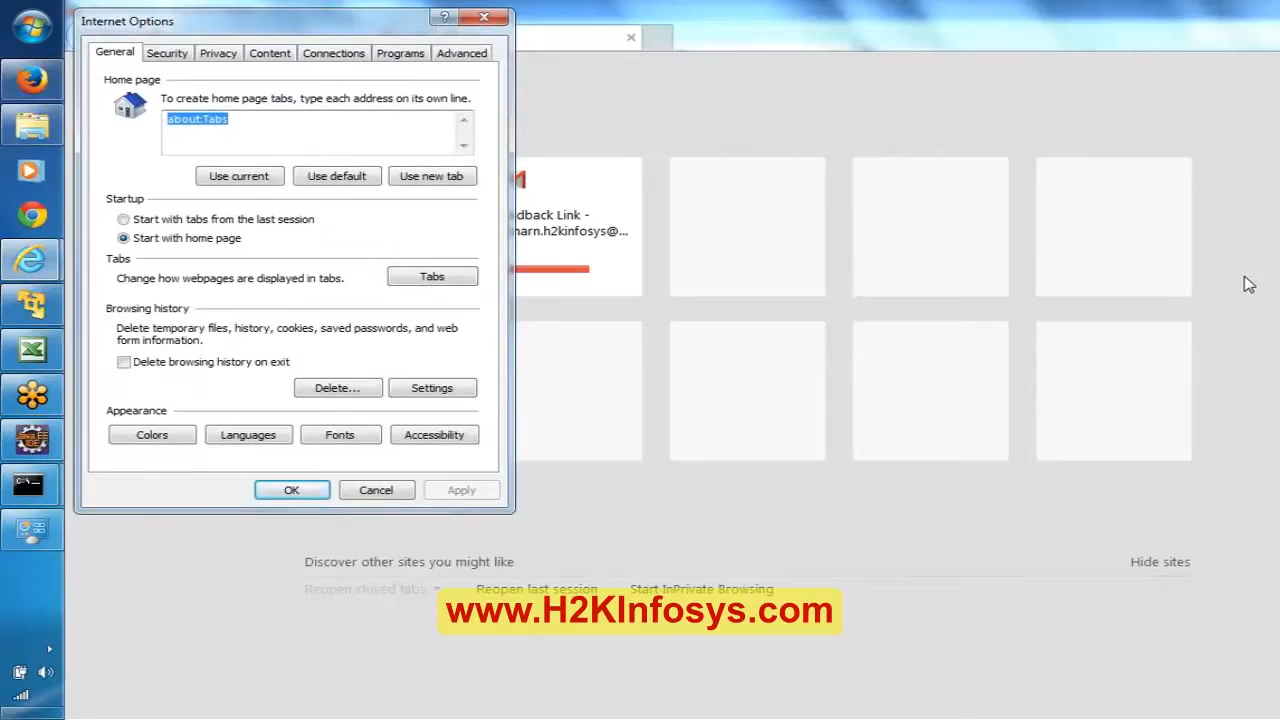 Internet Options
?
General Security Privacy Content Connections Programs Advanced
Home page
To create home page tabs, type each address on its own line.
about:Tabs
Use current Use default Use new tab
Startup
Start with tabs from the last session
Start with home page
Tabs
Change how webpages are displayed in tabs.
Tabs
Browsing history
Delete temporary files, history, cookies, saved passwords, and web
form information.
Delete browsing history on exit
Delete... Settings
Appearance
Colors Languages Fonts Accessibility
OK Cancel Apply
dback Link -
harn.h2kinfosys@...
Discover other sites you might like
Hide sites
Reopen closed tabs
Reopen last session
Start InPrivate Browsing
www.H2KInfosys.com
Java EE
IDE
C:\